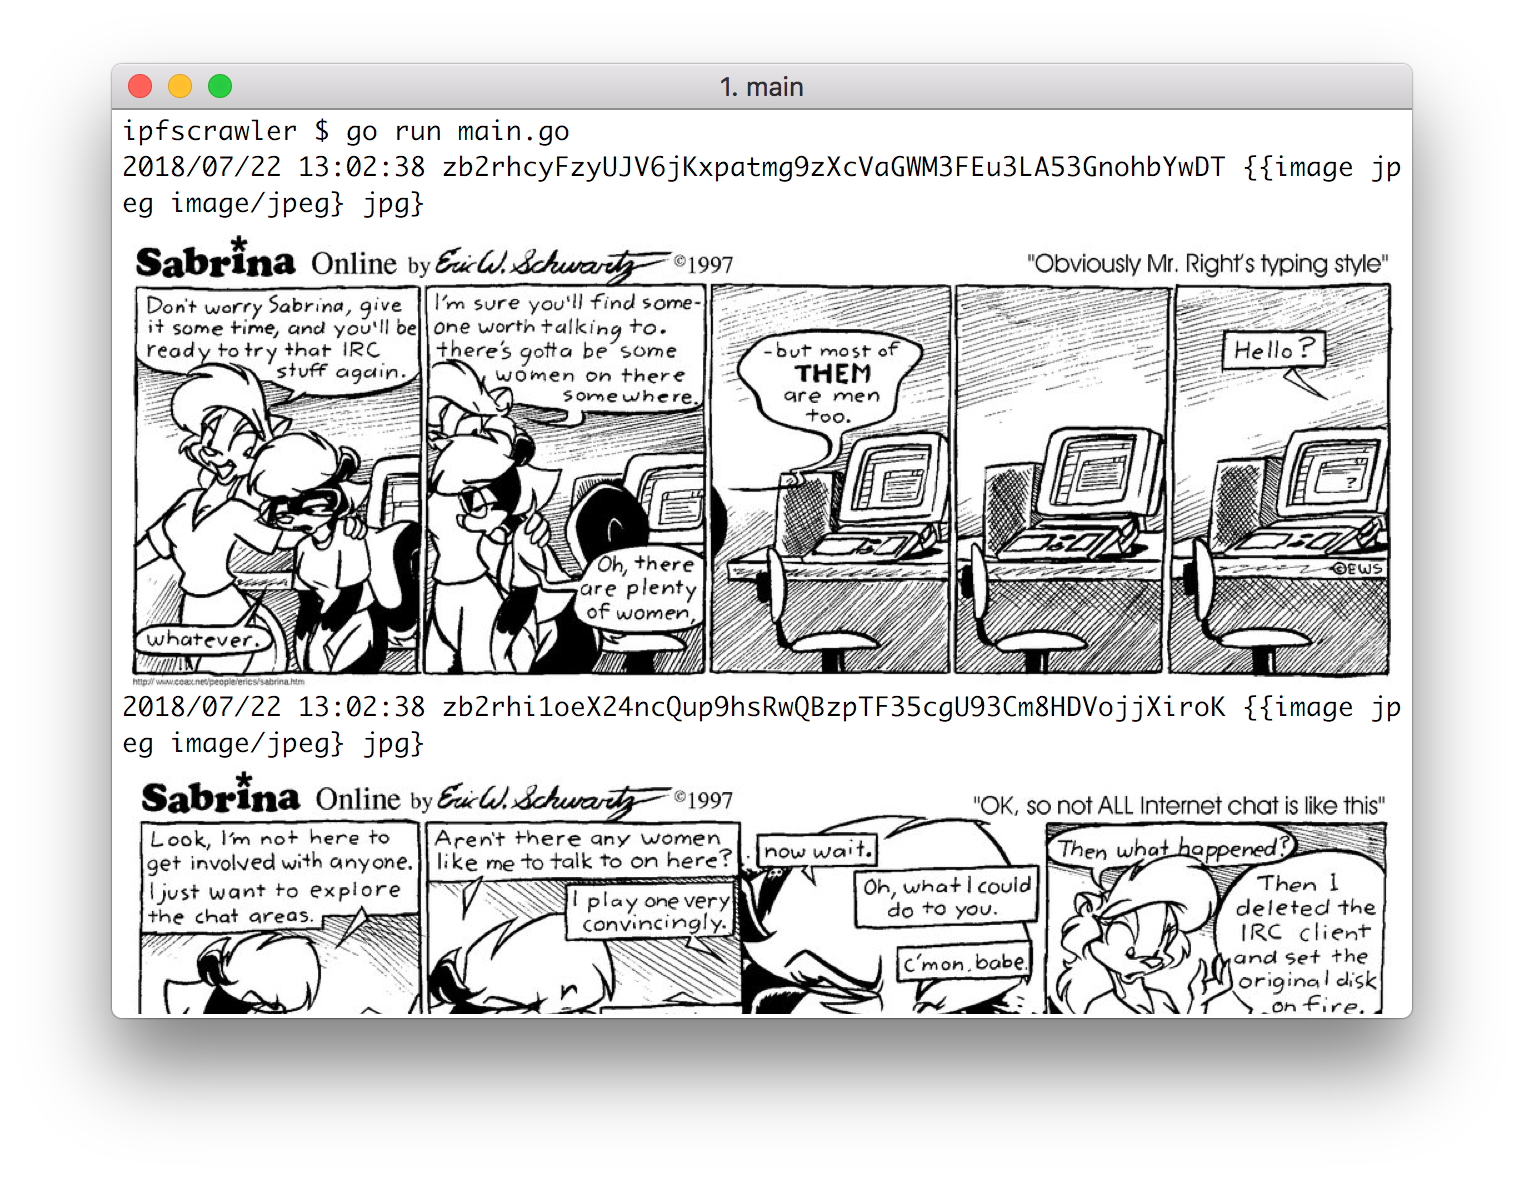 1. main
ipfscrawler $ go run main.go
2018/07/22 13:02:38 zb2rhcyFzyUJV6jKxpatmg9zXcVaGWM3FEu3LA53GnohbYwDT {{image jp
eg image/jpeg} jpg}
Sabrina Online by Eric W. Schwartz ©1997
"Obviously Mr. Right's typing style"
Don't worry Sabrina, give
it some time, and you'll be
ready to try that IRC
stuff again.
whatever.
I'm sure you'll find some-
one worth talking to.
there's gotta be some
women on there
somewhere.
Oh, there
are plenty
of women,
-but most of
THEM
are men
too.
Hello?
?
©EWS
http://www.coax.net/people/erics/sabrina.htm
2018/07/22 13:02:38 zb2rhi1oeX24ncQup9hsRwQBzpTF35cgU93Cm8HDVojjXiroK {{image jp
eg image/jpeg} jpg}
Sabrina Online by Eric W. Schwartz ©1997
"OK, so not ALL Internet chat is like this"
Look, I'm not here to
get involved with anyone.
I just want to explore
the chat areas.
Aren't there any women
like me to talk to on here?
I play one very
convincingly.
now wait.
Oh, what I could
do to you.
C'mon, babe.
Then what happened?
Then I
deleted the
IRC client
and set the
original disk
on fire.